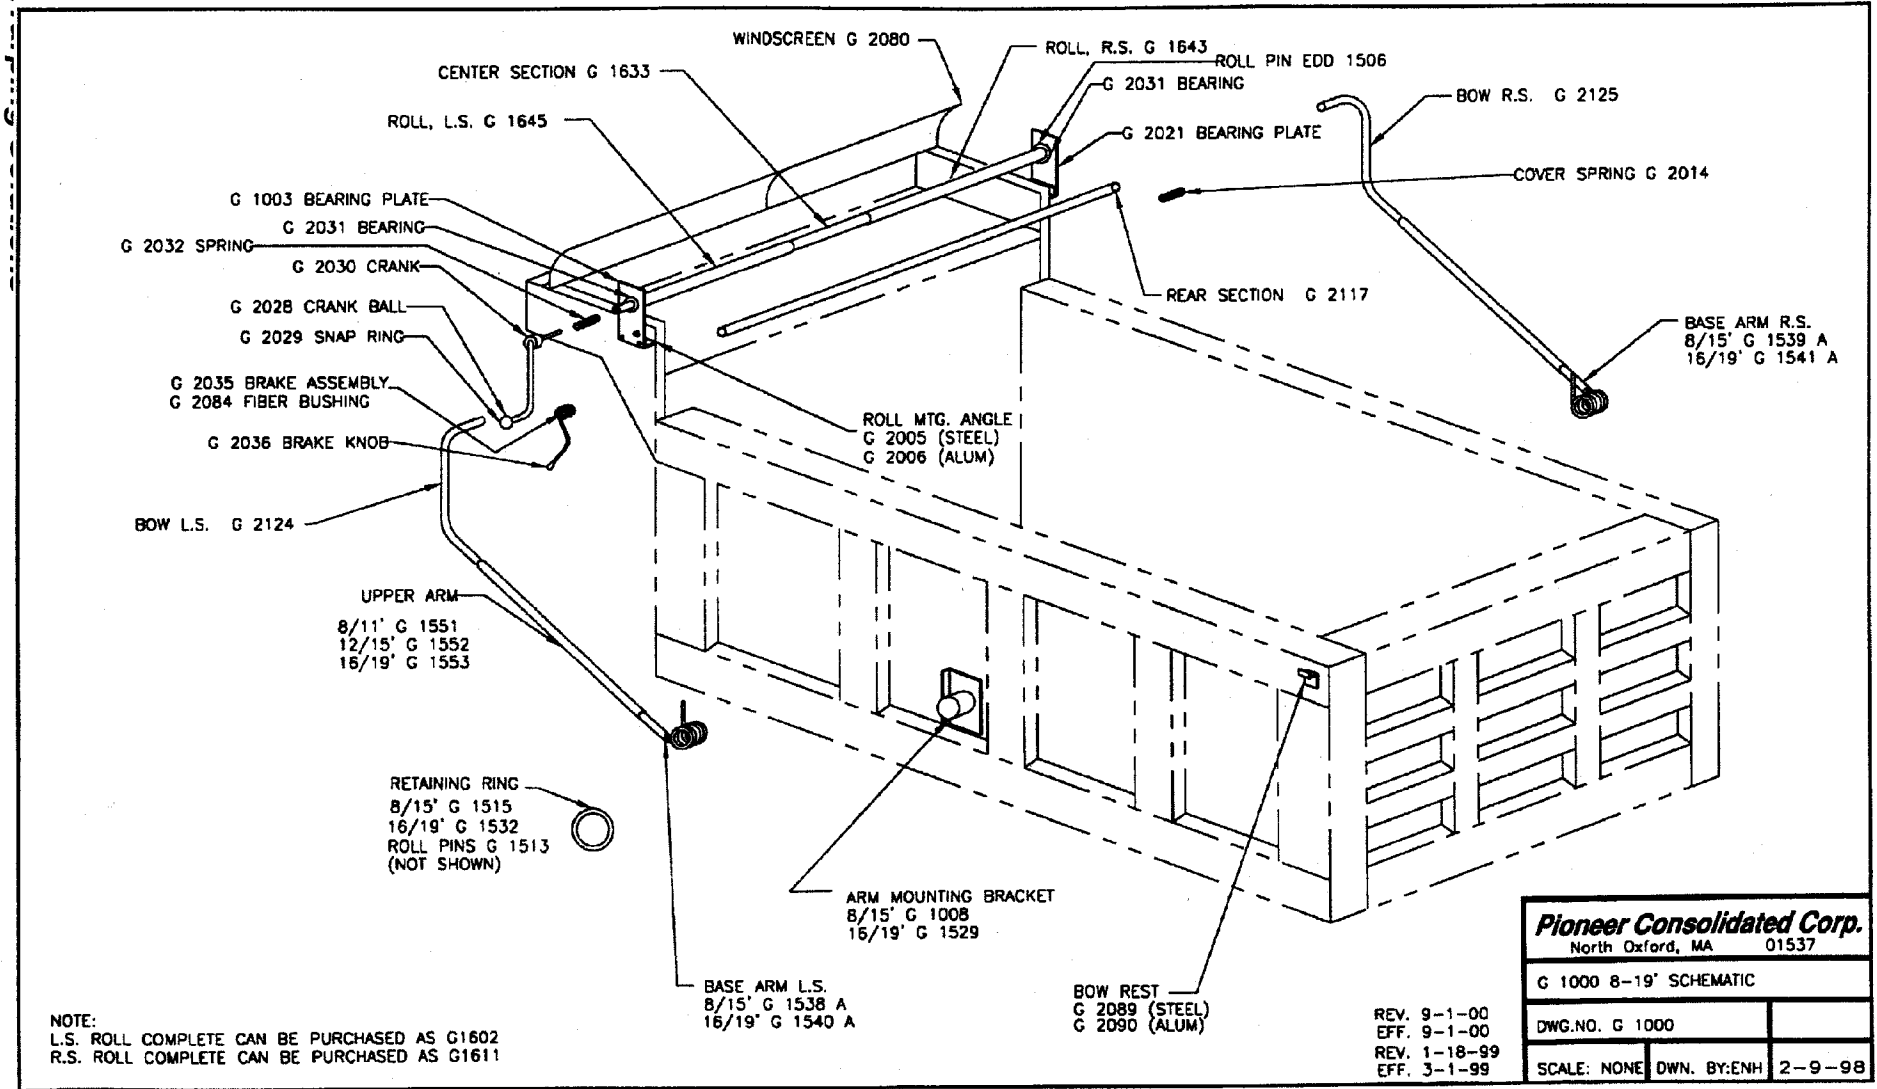 WINDSCREEN G 2080
ROLL, R.S. G 1643
ROLL PIN EDD 1506
G 2031 BEARING
G 2021 BEARING PLATE
BOW R.S. G 2125
COVER SPRING G 2014
CENTER SECTION G 1633
ROLL, L.S. G 1645
G 1003 BEARING PLATE
G 2031 BEARING
G 2032 SPRING
G 2030 CRANK
G 2028 CRANK BALL
G 2029 SNAP RING
G 2035 BRAKE ASSEMBLY
G 2084 FIBER BUSHING
G 2036 BRAKE KNOB
BOW L.S. G 2124
REAR SECTION G 2117
BASE ARM R.S.
8/15' G 1539 A
16/19' G 1541 A
ROLL MTG. ANGLE
G 2005 (STEEL)
G 2006 (ALUM)
UPPER ARM
8/11' G 1551
12/15' G 1552
16/19' G 1553
RETAINING RING
8/15' G 1515
16/19' G 1532
ROLL PINS G 1513
(NOT SHOWN)
ARM MOUNTING BRACKET
8/15' G 1008
16/19' G 1529
BASE ARM L.S.
8/15' G 1538 A
16/19' G 1540 A
BOW REST
G 2089 (STEEL)
G 2090 (ALUM)
NOTE:
L.S. ROLL COMPLETE CAN BE PURCHASED AS G1602
R.S. ROLL COMPLETE CAN BE PURCHASED AS G1611
REV. 9-1-00
EFF. 9-1-00
REV. 1-18-99
EFF. 3-1-99
Pioneer Consolidated Corp.
North Oxford, MA 01537
G 1000 8-19' SCHEMATIC
DWG.NO. G 1000
SCALE: NONE DWN. BY:ENH 2-9-98